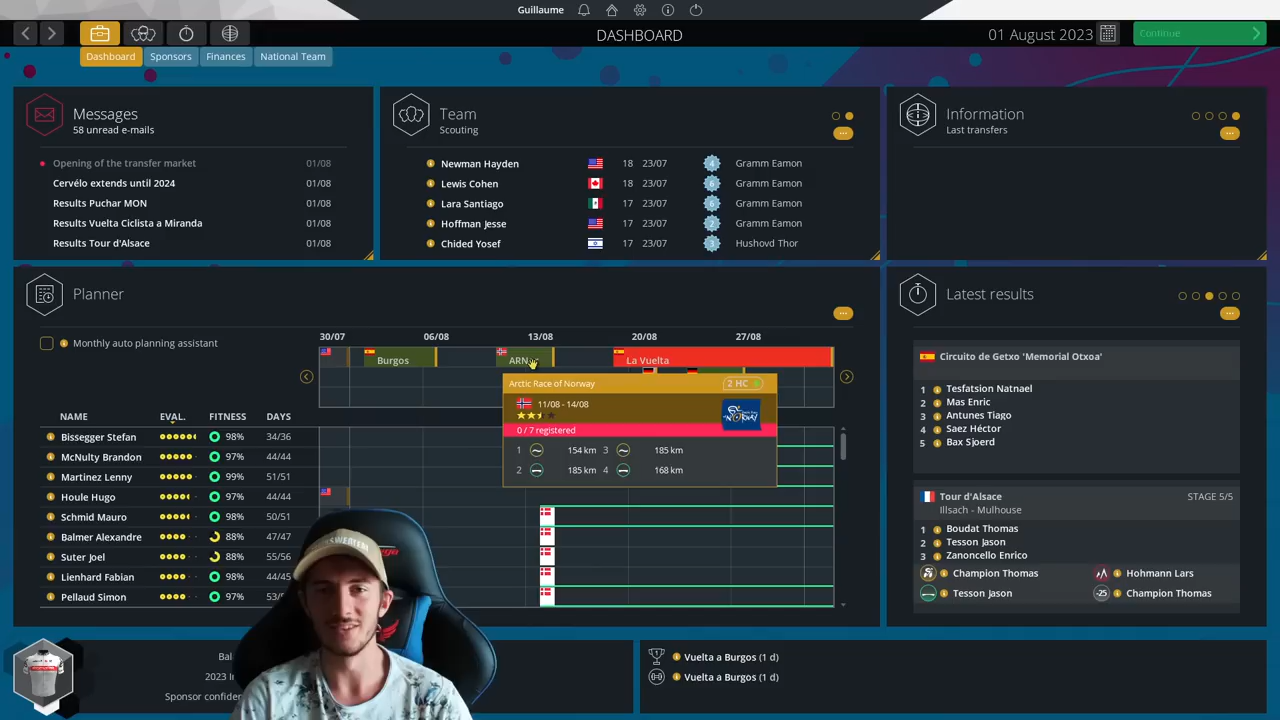 Guillaume
DASHBOARD
01 August 2023
Continue
Dashboard
Sponsors
Finances
National Team
Messages
58 unread e-mails
Opening of the transfer market 01/08
Cervélo extends until 2024 01/08
Results Puchar MON 01/08
Results Vuelta Ciclista a Miranda 01/08
Results Tour d'Alsace 01/08
Team
Scouting
Newman Hayden 18 23/07 4 Gramm Eamon
Lewis Cohen 18 23/07 6 Gramm Eamon
Lara Santiago 17 23/07 6 Gramm Eamon
Hoffman Jesse 17 23/07 2 Gramm Eamon
Chided Yosef 17 23/07 3 Hushovd Thor
Information
Last transfers
Planner
Monthly auto planning assistant
30/07 06/08 13/08 20/08 27/08
Burgos
La Vuelta
Arctic Race of Norway 2 HC
11/08 - 14/08
0 / 7 registered
1 154 km 3 185 km
2 185 km 4 168 km
NAME EVAL. FITNESS DAYS
Bissegger Stefan 98% 34/36
McNulty Brandon 97% 44/44
Martinez Lenny 99% 51/51
Houle Hugo 97% 44/44
Schmid Mauro 98% 50/51
Balmer Alexandre 88% 47/47
Suter Joel 88% 55/56
Lienhard Fabian 98% 44/45
Pellaud Simon 97%
Latest results
Circuito de Getxo 'Memorial Otxoa'
1 Tesfatsion Natnael
2 Mas Enric
3 Antunes Tiago
4 Saez Héctor
5 Bax Sjoerd
Tour d'Alsace STAGE 5/5
Illsach - Mulhouse
1 Boudat Thomas
2 Tesson Jason
3 Zanoncello Enrico
Champion Thomas Hohmann Lars
Tesson Jason -25 Champion Thomas
Vuelta a Burgos (1 d)
Vuelta a Burgos (1 d)